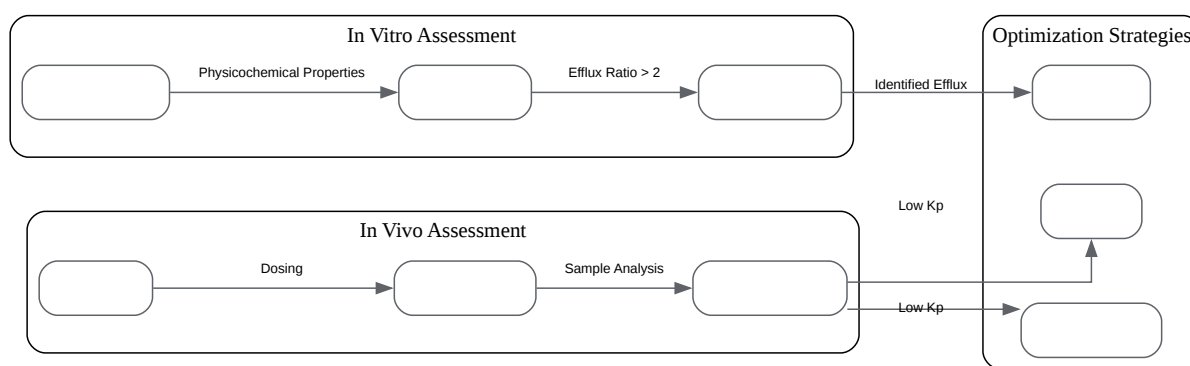 In Vitro Assessment
Optimization Strategies
Physicochemical Properties
Efflux Ratio > 2
Identified Efflux
Low Kp
In Vivo Assessment
Dosing
Sample Analysis
Low Kp